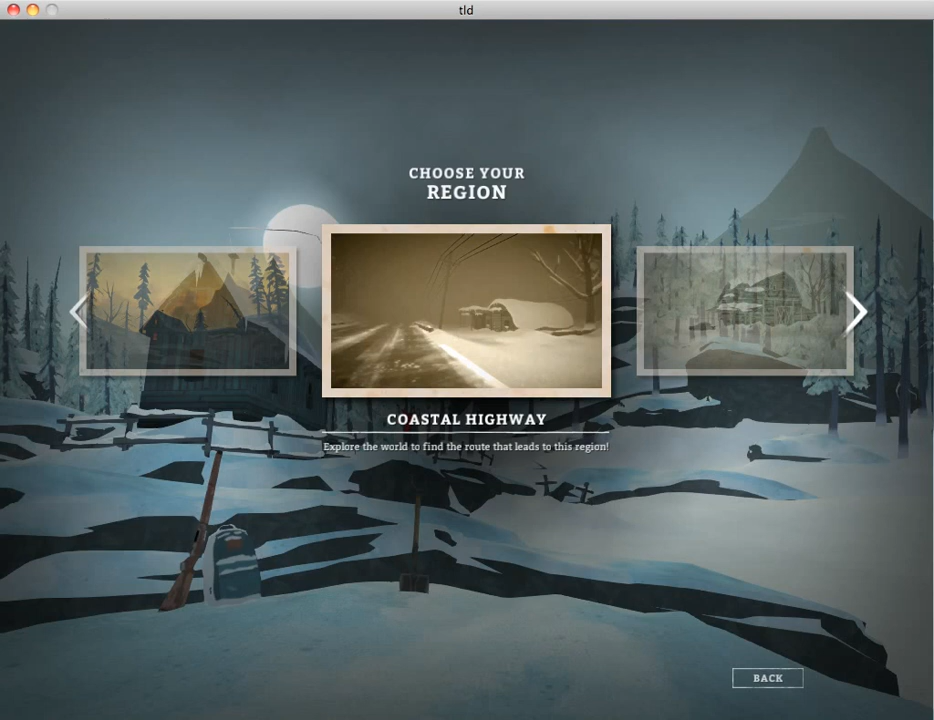 tld
CHOOSE YOUR
REGION
COASTAL HIGHWAY
Explore the world to find the route that leads to this region!
BACK